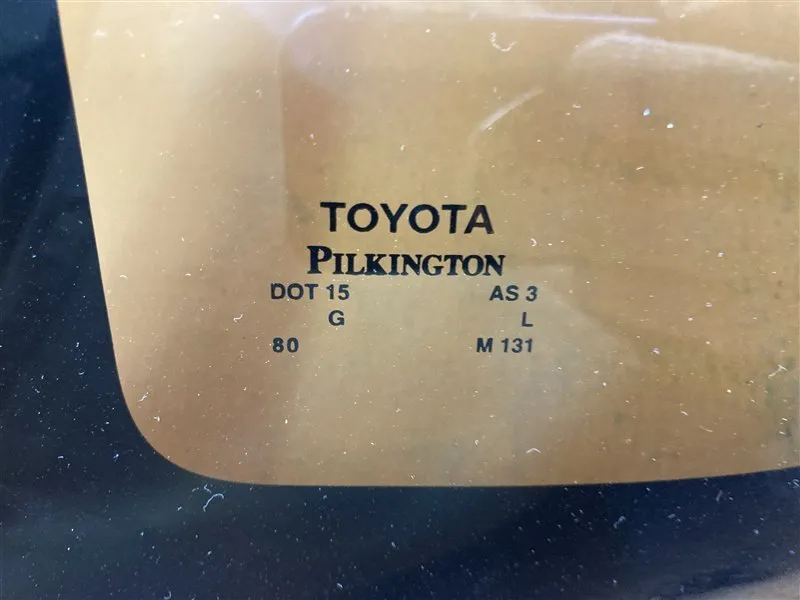 TOYOTA
PILKINGTON
DOT 15 AS 3
G L
80 M 131